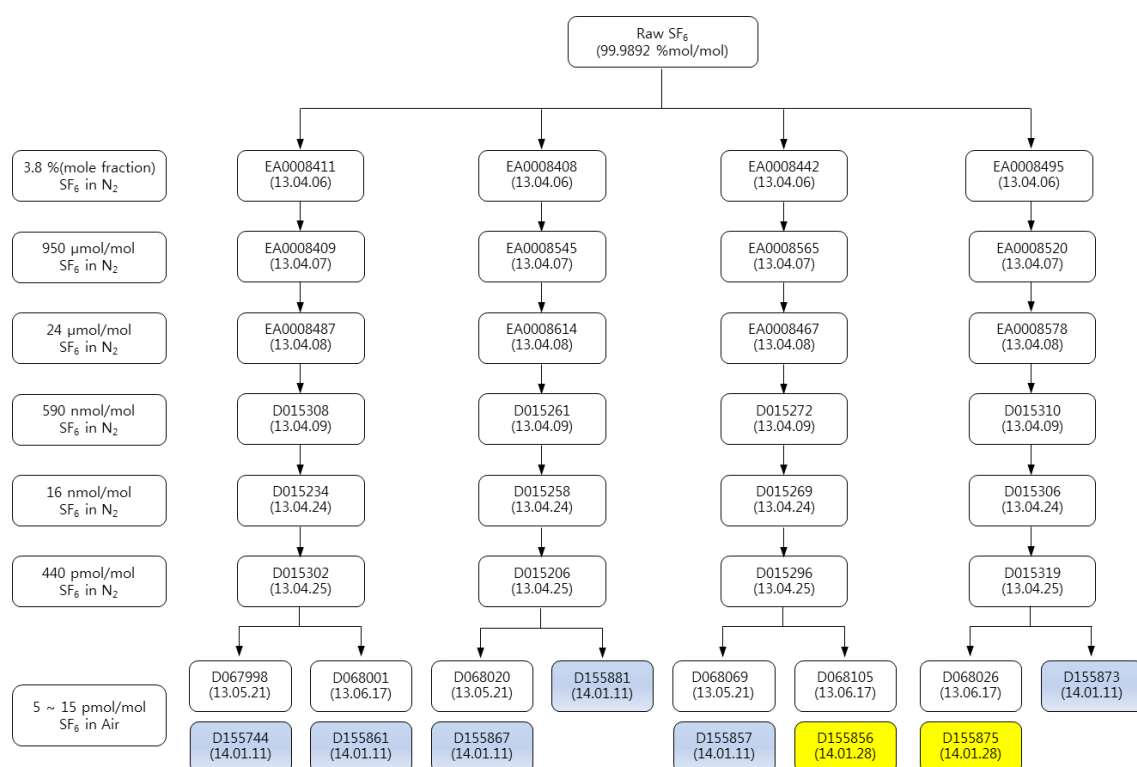 Raw SF₆
(99.9892 %mol/mol)
3.8 %(mole fraction)
SF₆ in N₂
EA0008411
(13.04.06)
EA0008408
(13.04.06)
EA0008442
(13.04.06)
EA0008495
(13.04.06)
950 μmol/mol
SF₆ in N₂
EA0008409
(13.04.07)
EA0008545
(13.04.07)
EA0008565
(13.04.07)
EA0008520
(13.04.07)
24 μmol/mol
SF₆ in N₂
EA0008487
(13.04.08)
EA0008614
(13.04.08)
EA0008467
(13.04.08)
EA0008578
(13.04.08)
590 nmol/mol
SF₆ in N₂
D015308
(13.04.09)
D015261
(13.04.09)
D015272
(13.04.09)
D015310
(13.04.09)
16 nmol/mol
SF₆ in N₂
D015234
(13.04.24)
D015258
(13.04.24)
D015269
(13.04.24)
D015306
(13.04.24)
440 pmol/mol
SF₆ in N₂
D015302
(13.04.25)
D015206
(13.04.25)
D015296
(13.04.25)
D015319
(13.04.25)
5 ~ 15 pmol/mol
SF₆ in Air
D067998
(13.05.21)
D068001
(13.06.17)
D068020
(13.05.21)
D155881
(14.01.11)
D068069
(13.05.21)
D068105
(13.06.17)
D068026
(13.06.17)
D155873
(14.01.11)
D155744
(14.01.11)
D155861
(14.01.11)
D155867
(14.01.11)
D155857
(14.01.11)
D155856
(14.01.28)
D155875
(14.01.28)